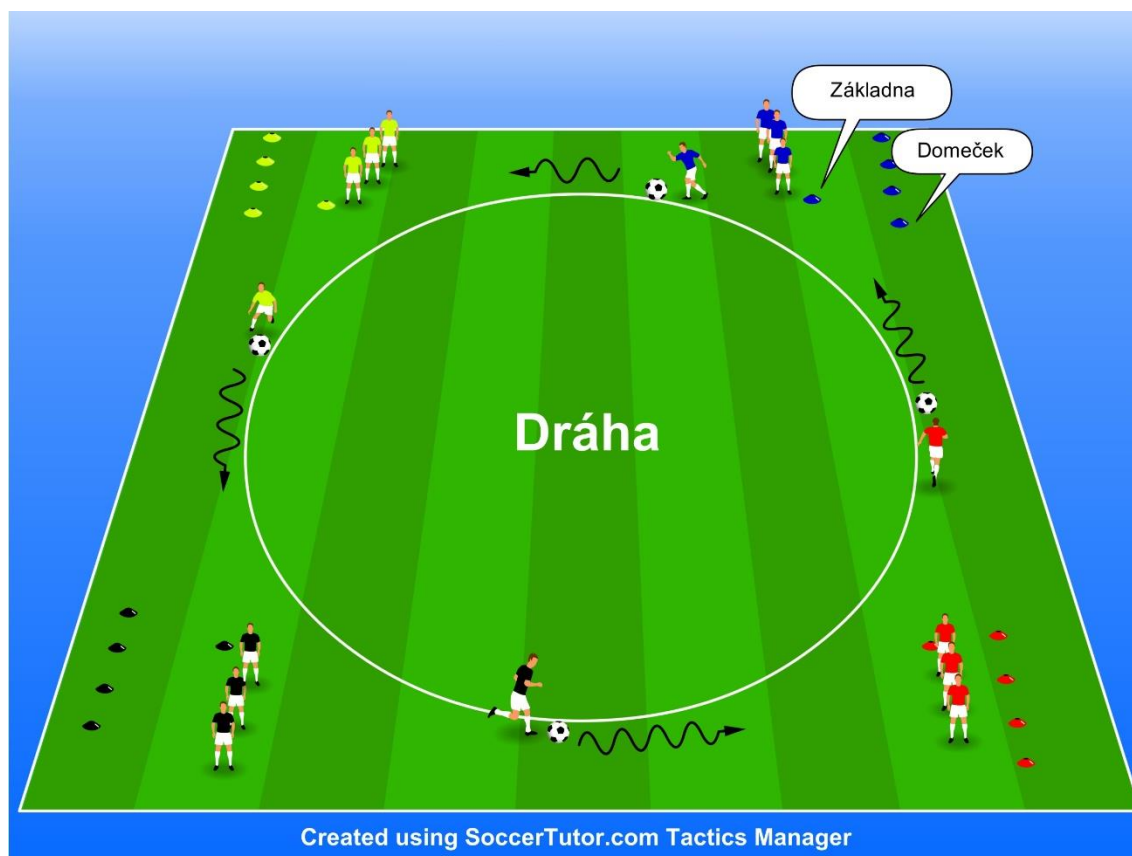 Základna
Domeček
Dráha
Created using SoccerTutor.com Tactics Manager